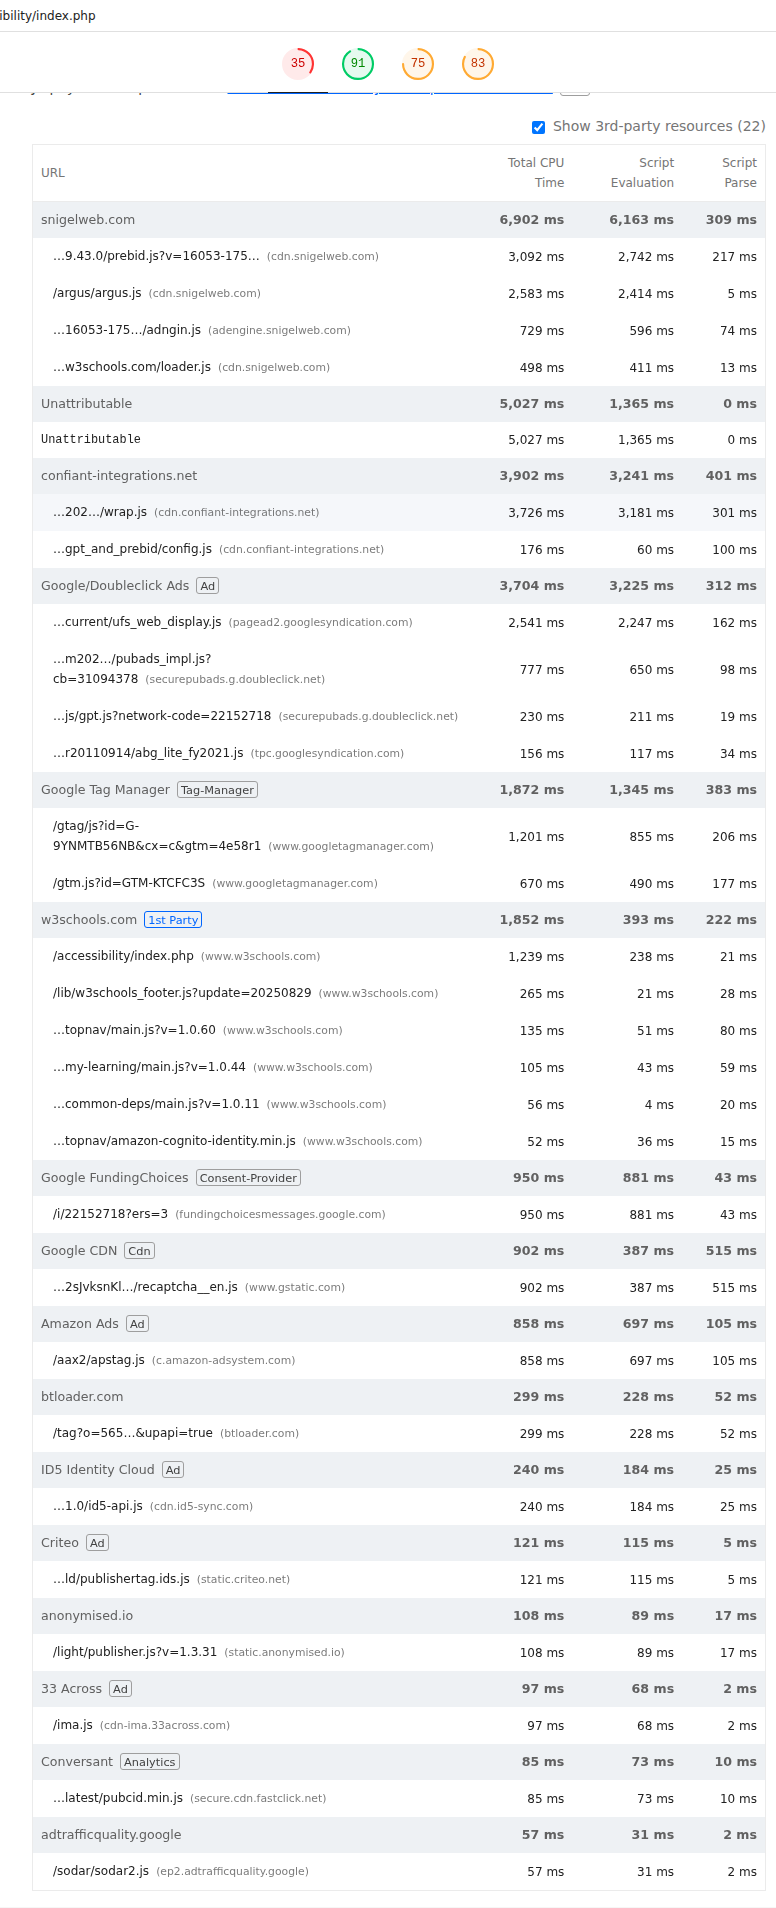 ibility/index.php
35 91 75 83
Show 3rd-party resources (22)
URL Total CPU Time Script Evaluation Script Parse
snigelweb.com 6,902 ms 6,163 ms 309 ms
…9.43.0/prebid.js?v=16053-175… (cdn.snigelweb.com) 3,092 ms 2,742 ms 217 ms
/argus/argus.js (cdn.snigelweb.com) 2,583 ms 2,414 ms 5 ms
…16053-175…/adngin.js (adengine.snigelweb.com) 729 ms 596 ms 74 ms
…w3schools.com/loader.js (cdn.snigelweb.com) 498 ms 411 ms 13 ms
Unattributable 5,027 ms 1,365 ms 0 ms
Unattributable 5,027 ms 1,365 ms 0 ms
confiant-integrations.net 3,902 ms 3,241 ms 401 ms
…202…/wrap.js (cdn.confiant-integrations.net) 3,726 ms 3,181 ms 301 ms
…gpt_and_prebid/config.js (cdn.confiant-integrations.net) 176 ms 60 ms 100 ms
Google/Doubleclick Ads Ad 3,704 ms 3,225 ms 312 ms
…current/ufs_web_display.js (pagead2.googlesyndication.com) 2,541 ms 2,247 ms 162 ms
…m202…/pubads_impl.js?
cb=31094378 (securepubads.g.doubleclick.net) 777 ms 650 ms 98 ms
…js/gpt.js?network-code=22152718 (securepubads.g.doubleclick.net) 230 ms 211 ms 19 ms
…r20110914/abg_lite_fy2021.js (tpc.googlesyndication.com) 156 ms 117 ms 34 ms
Google Tag Manager Tag-Manager 1,872 ms 1,345 ms 383 ms
/gtag/js?id=G-
9YNMTB56NB&cx=c&gtm=4e58r1 (www.googletagmanager.com) 1,201 ms 855 ms 206 ms
/gtm.js?id=GTM-KTCFC3S (www.googletagmanager.com) 670 ms 490 ms 177 ms
w3schools.com 1st Party 1,852 ms 393 ms 222 ms
/accessibility/index.php (www.w3schools.com) 1,239 ms 238 ms 21 ms
/lib/w3schools_footer.js?update=20250829 (www.w3schools.com) 265 ms 21 ms 28 ms
…topnav/main.js?v=1.0.60 (www.w3schools.com) 135 ms 51 ms 80 ms
…my-learning/main.js?v=1.0.44 (www.w3schools.com) 105 ms 43 ms 59 ms
…common-deps/main.js?v=1.0.11 (www.w3schools.com) 56 ms 4 ms 20 ms
…topnav/amazon-cognito-identity.min.js (www.w3schools.com) 52 ms 36 ms 15 ms
Google FundingChoices Consent-Provider 950 ms 881 ms 43 ms
/i/22152718?ers=3 (fundingchoicesmessages.google.com) 950 ms 881 ms 43 ms
Google CDN Cdn 902 ms 387 ms 515 ms
…2sJvksnKl…/recaptcha__en.js (www.gstatic.com) 902 ms 387 ms 515 ms
Amazon Ads Ad 858 ms 697 ms 105 ms
/aax2/apstag.js (c.amazon-adsystem.com) 858 ms 697 ms 105 ms
btloader.com 299 ms 228 ms 52 ms
/tag?o=565…&upapi=true (btloader.com) 299 ms 228 ms 52 ms
ID5 Identity Cloud Ad 240 ms 184 ms 25 ms
…1.0/id5-api.js (cdn.id5-sync.com) 240 ms 184 ms 25 ms
Criteo Ad 121 ms 115 ms 5 ms
…ld/publishertag.ids.js (static.criteo.net) 121 ms 115 ms 5 ms
anonymised.io 108 ms 89 ms 17 ms
/light/publisher.js?v=1.3.31 (static.anonymised.io) 108 ms 89 ms 17 ms
33 Across Ad 97 ms 68 ms 2 ms
/ima.js (cdn-ima.33across.com) 97 ms 68 ms 2 ms
Conversant Analytics 85 ms 73 ms 10 ms
…latest/pubcid.min.js (secure.cdn.fastclick.net) 85 ms 73 ms 10 ms
adtrafficquality.google 57 ms 31 ms 2 ms
/sodar/sodar2.js (ep2.adtrafficquality.google) 57 ms 31 ms 2 ms